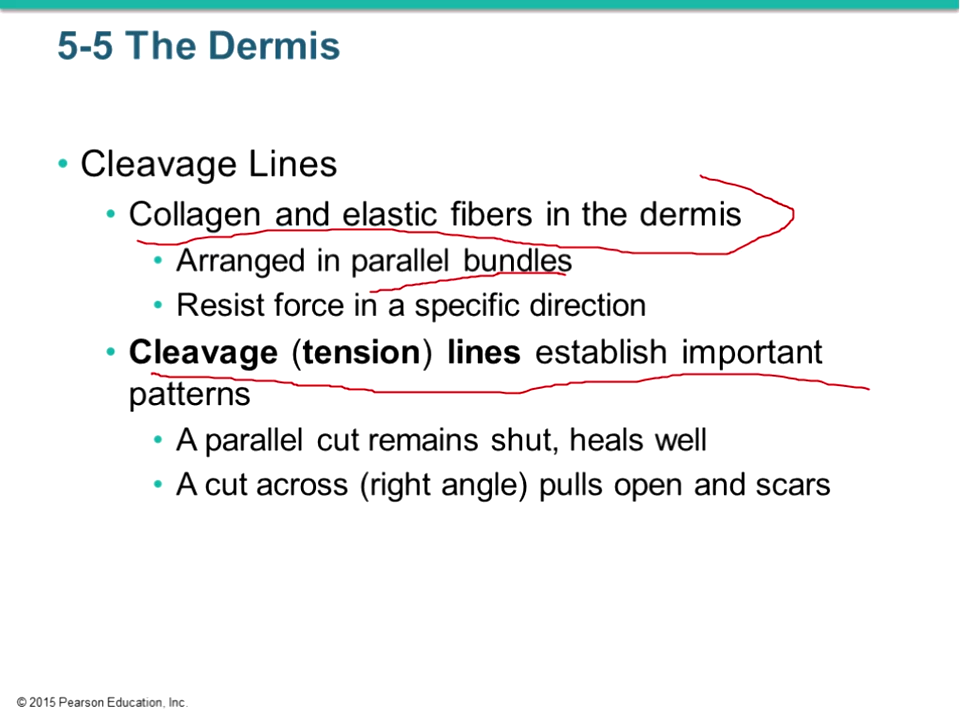 5-5 The Dermis
• Cleavage Lines
• Collagen and elastic fibers in the dermis
• Arranged in parallel bundles
• Resist force in a specific direction
• Cleavage (tension) lines establish important
patterns
• A parallel cut remains shut, heals well
• A cut across (right angle) pulls open and scars
© 2015 Pearson Education, Inc.